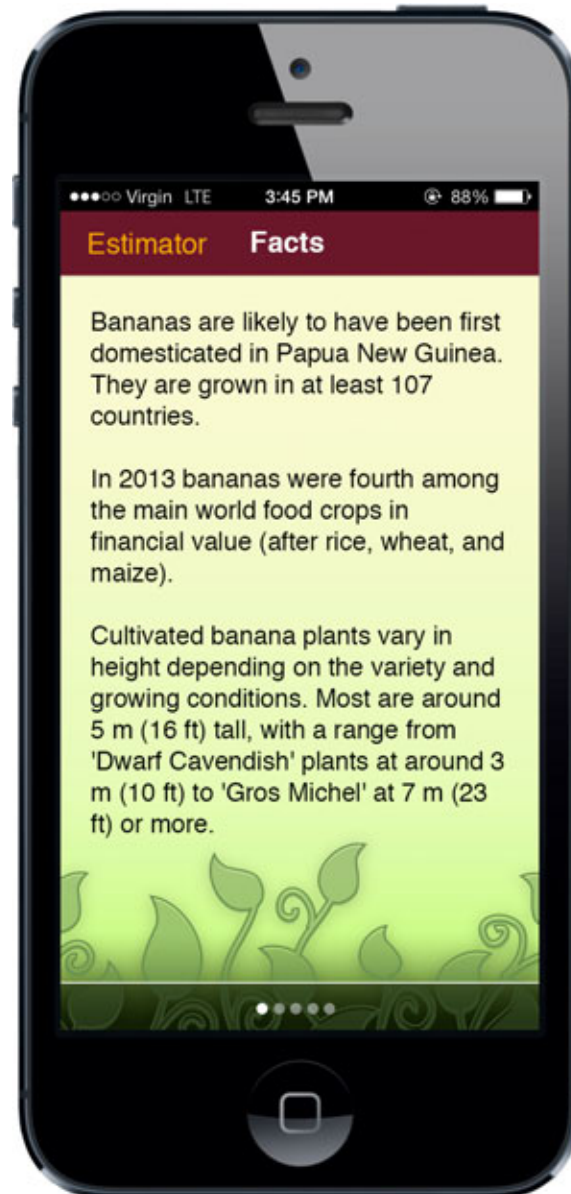 Virgin LTE 3:45 PM 88%
Estimator Facts
Bananas are likely to have been first
domesticated in Papua New Guinea.
They are grown in at least 107
countries.
In 2013 bananas were fourth among
the main world food crops in
financial value (after rice, wheat, and
maize).
Cultivated banana plants vary in
height depending on the variety and
growing conditions. Most are around
5 m (16 ft) tall, with a range from
'Dwarf Cavendish' plants at around 3
m (10 ft) to 'Gros Michel' at 7 m (23
ft) or more.